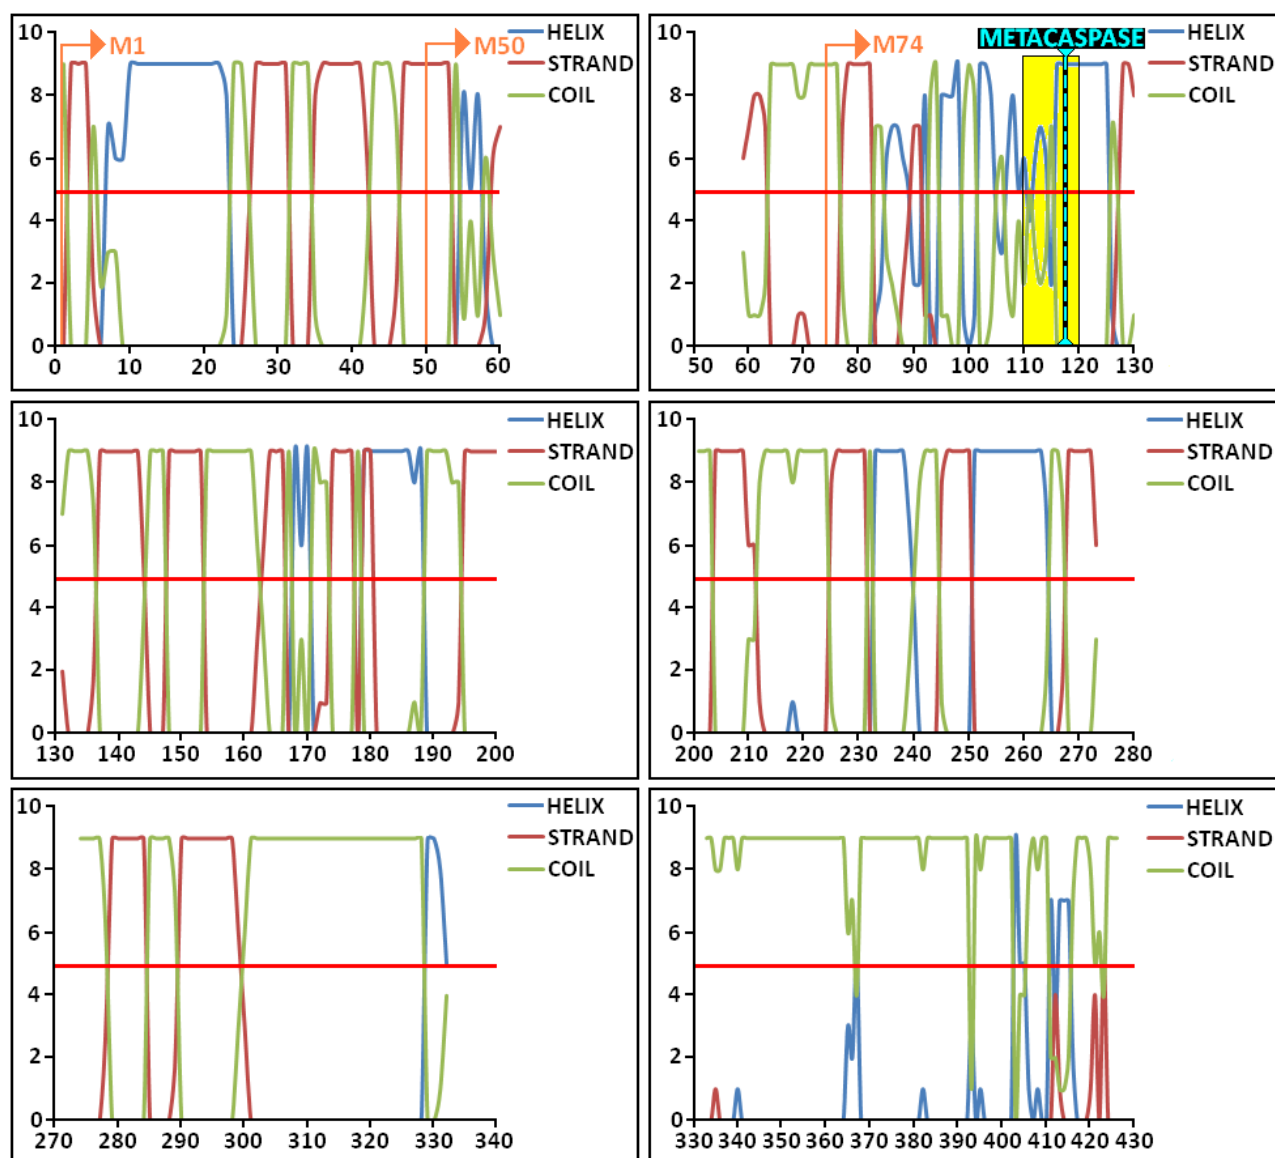 10
8
6
4
2
0
M1
M50
HELIX
STRAND
COIL
0 10 20 30 40 50 60
10
8
6
4
2
0
M74
METACASPASE
HELIX
STRAND
COIL
50 60 70 80 90 100 110 120 130
10
8
6
4
2
0
HELIX
STRAND
COIL
130 140 150 160 170 180 190 200
10
8
6
4
2
0
HELIX
STRAND
COIL
200 210 220 230 240 250 260 270 280
10
8
6
4
2
0
HELIX
STRAND
COIL
270 280 290 300 310 320 330 340
10
8
6
4
2
0
HELIX
STRAND
COIL
330 340 350 360 370 380 390 400 410 420 430